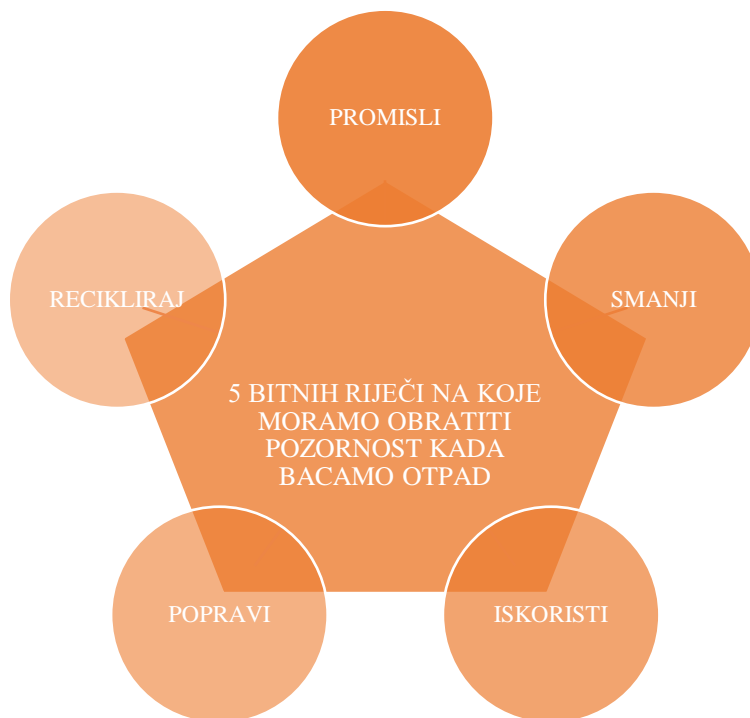 PROMISLI
RECIKLIRAJ
SMANJI
5 BITNIH RIJEČI NA KOJE
MORAMO OBRATITI
POZORNOST KADA
BACAMO OTPAD
POPRAVI
ISKORISTI